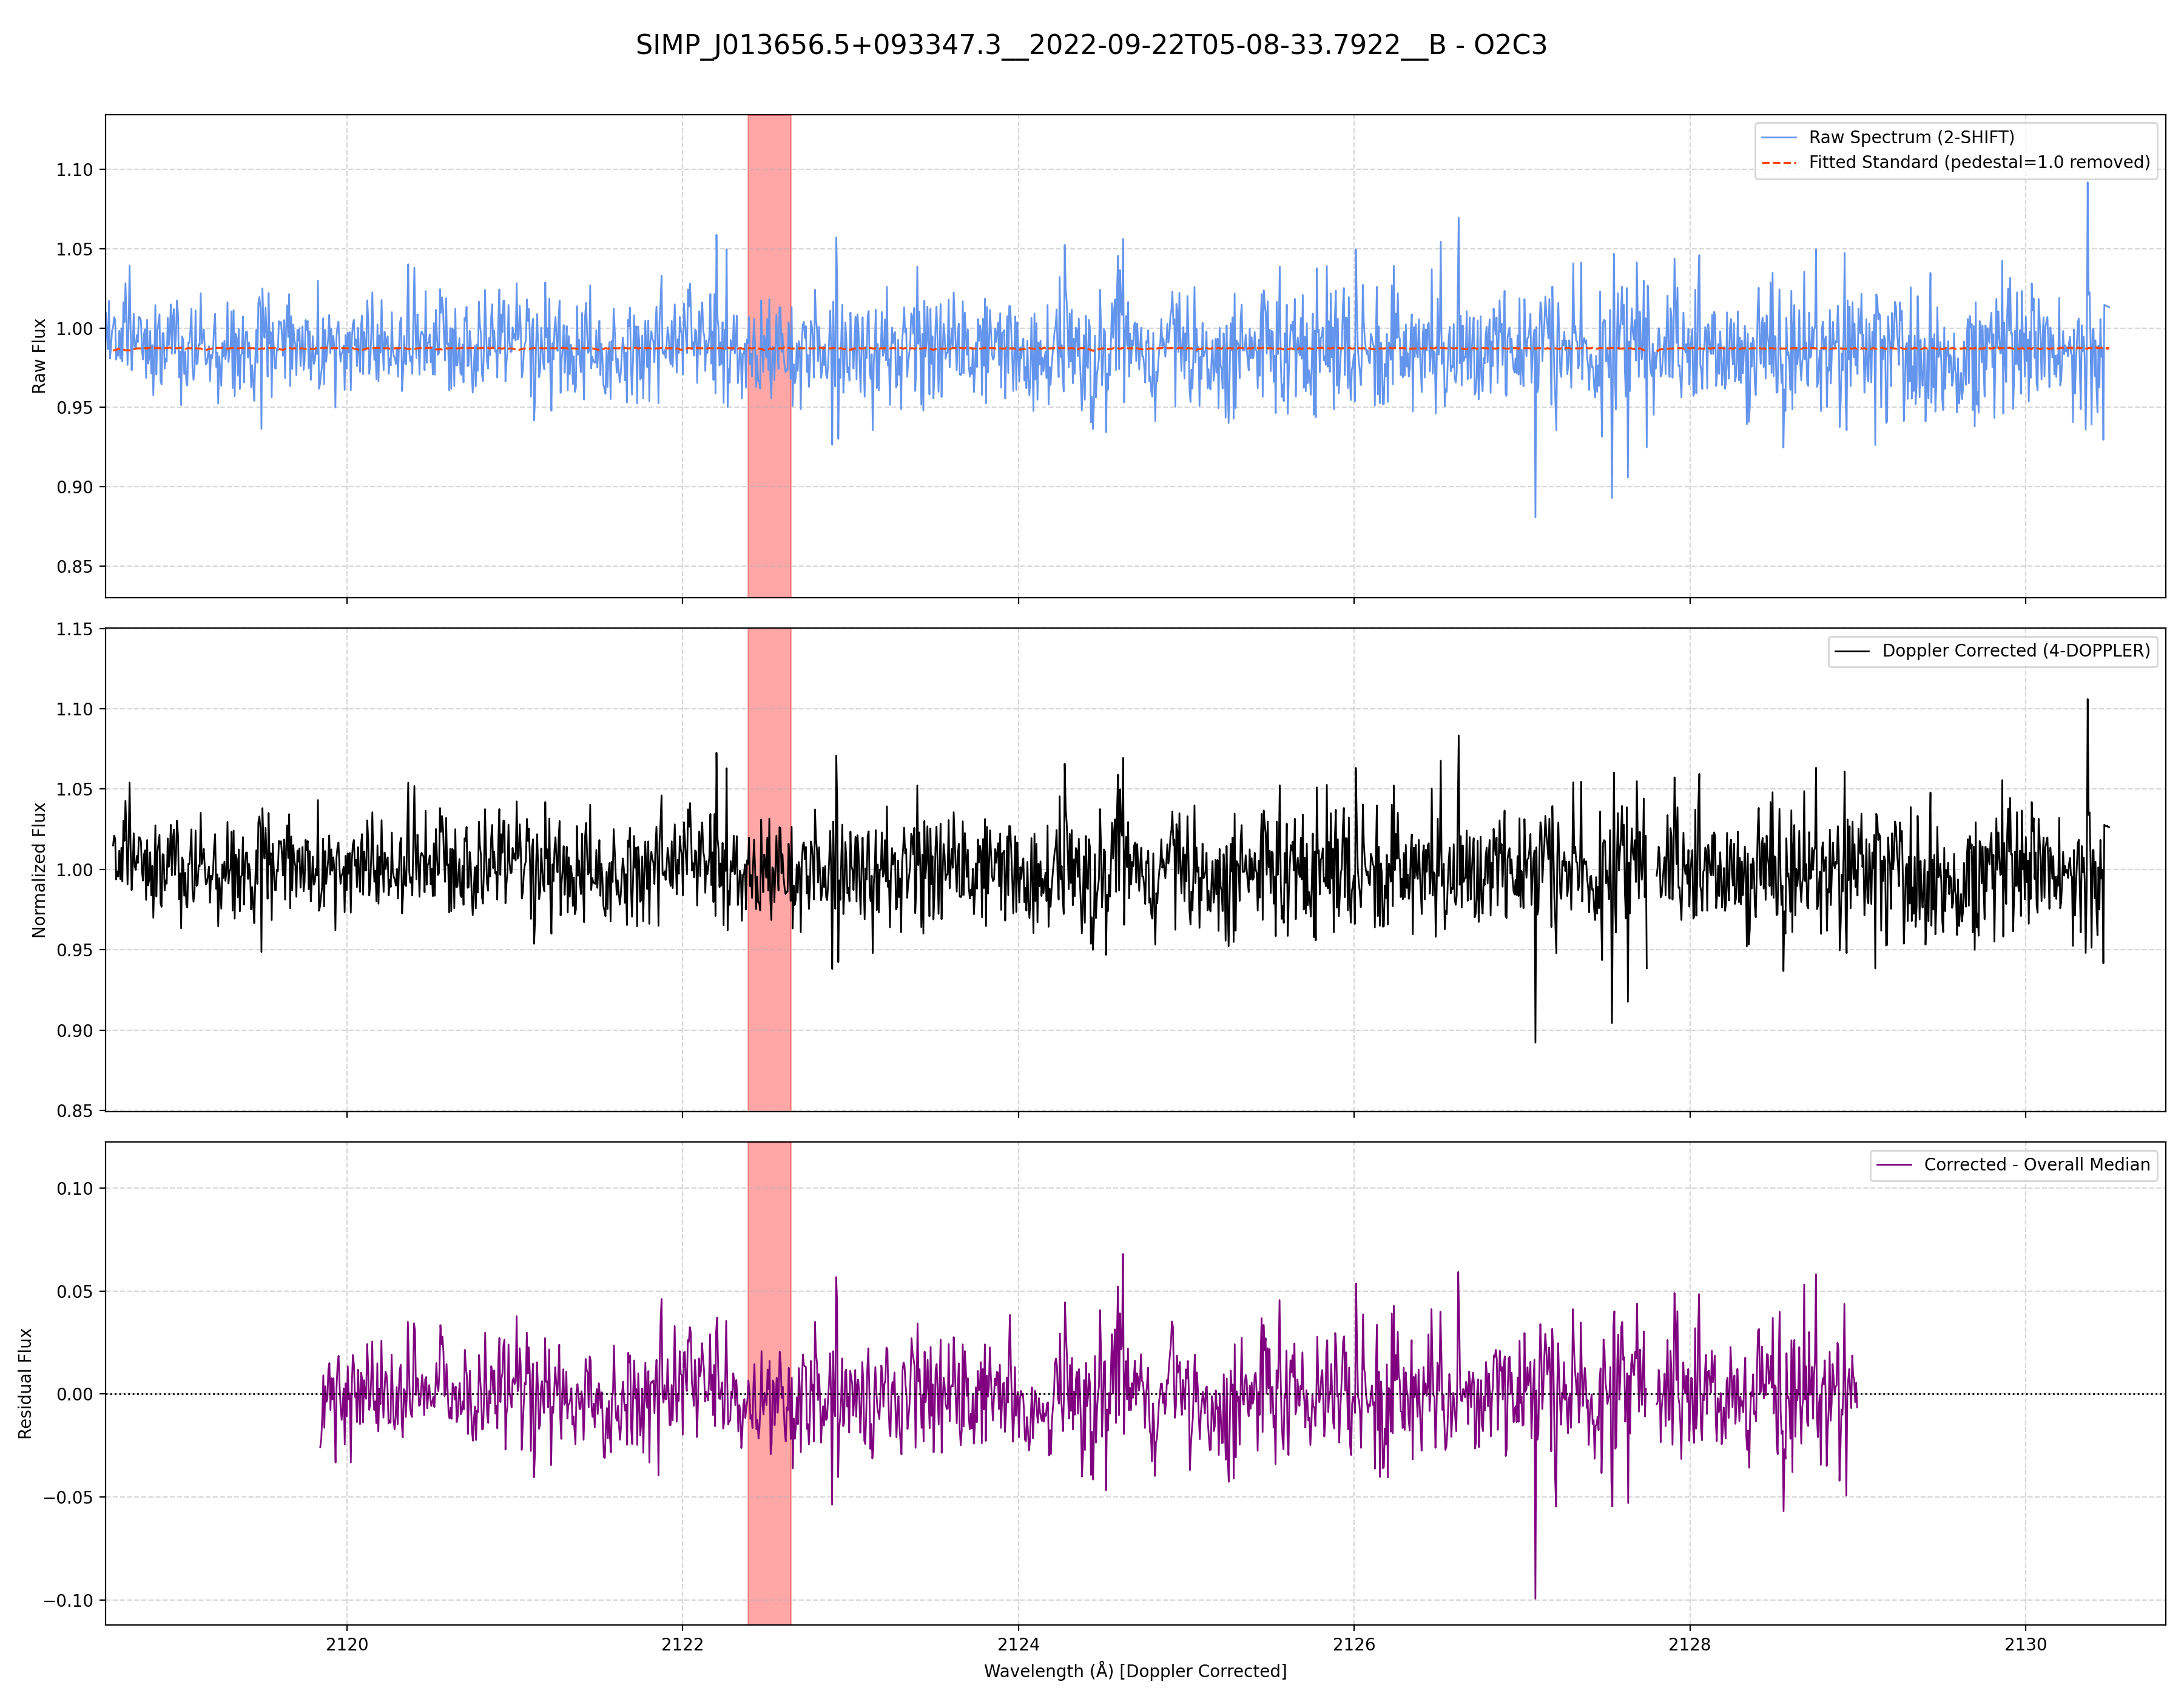 SIMP_J013656.5+093347.3__2022-09-22T05-08-33.7922__B - O2C3
Raw Spectrum (2-SHIFT)
Fitted Standard (pedestal=1.0 removed)
Raw Flux
1.10
1.05
1.00
0.95
0.90
0.85
Doppler Corrected (4-DOPPLER)
Normalized Flux
1.15
1.10
1.05
1.00
0.95
0.90
0.85
Corrected - Overall Median
Residual Flux
0.10
0.05
0.00
−0.05
−0.10
2120 2122 2124 2126 2128 2130
Wavelength (Å) [Doppler Corrected]